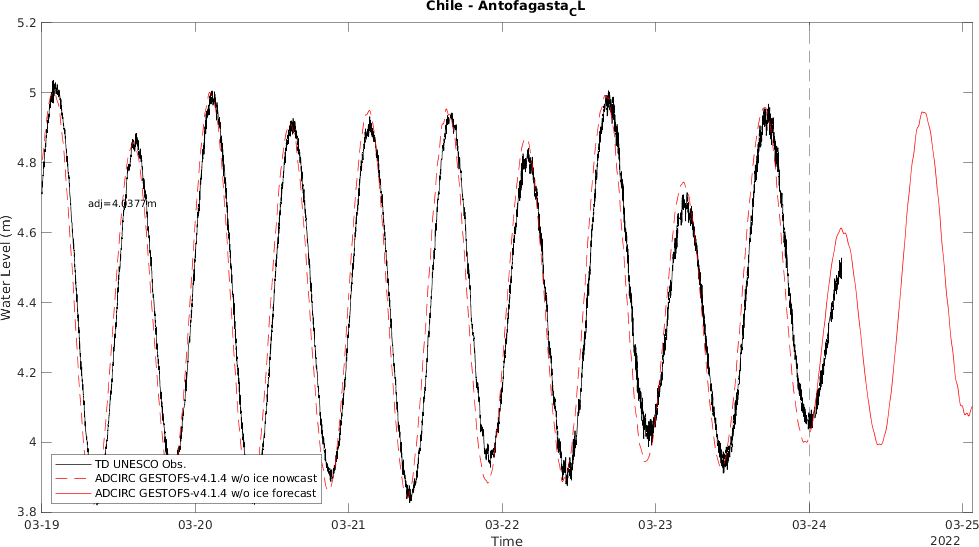 Chile - Antofagasta_CL
5.2
5
4.8
4.6
4.4
4.2
4
3.8
Water Level (m)
adj=4.0377m
TD UNESCO Obs.
ADCIRC GESTOFS-v4.1.4 w/o ice nowcast
ADCIRC GESTOFS-v4.1.4 w/o ice forecast
03-19 03-20 03-21 03-22 03-23 03-24 03-25
Time
2022